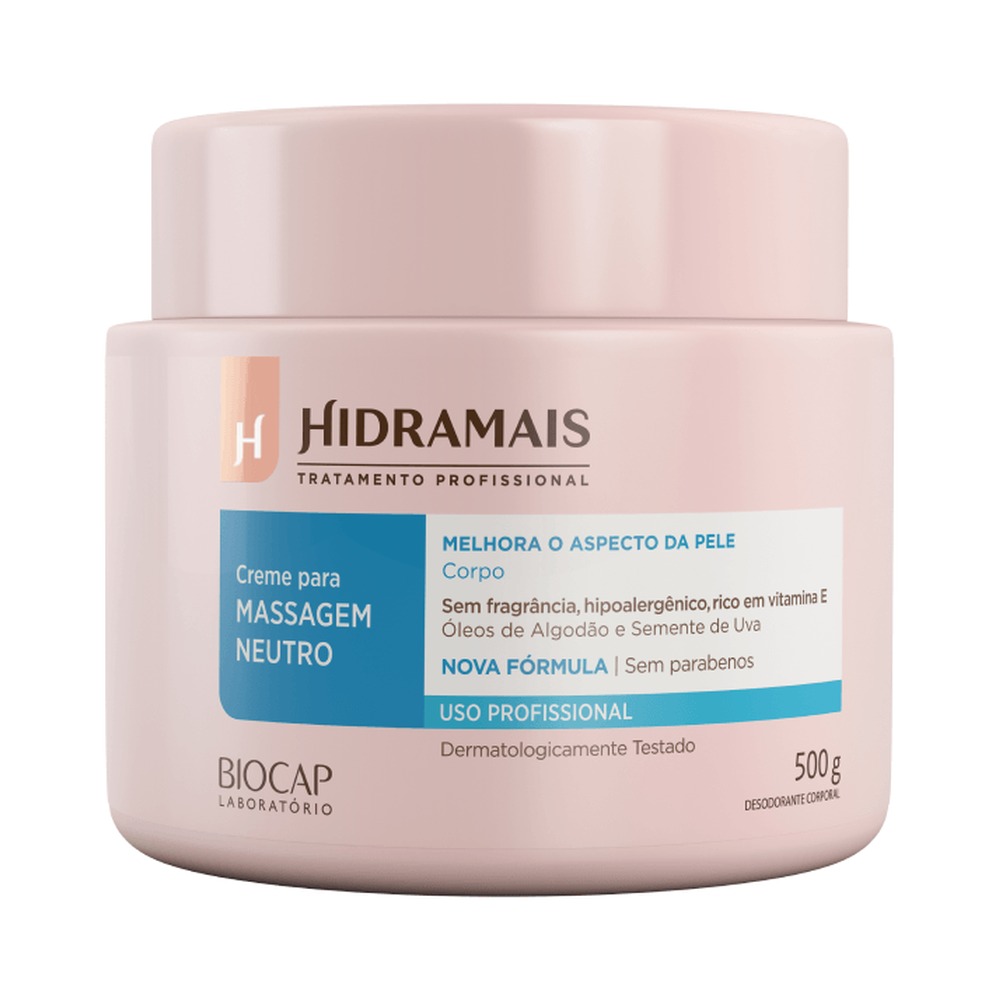 H
HIDRAMAIS
TRATAMENTO PROFISSIONAL
Creme para
MASSAGEM
NEUTRO
MELHORA O ASPECTO DA PELE
Corpo
Sem fragrância, hipoalergênico, rico em vitamina E
Óleos de Algodão e Semente de Uva
NOVA FÓRMULA | Sem parabenos
USO PROFISSIONAL
Dermatologicamente Testado
BIOCAP
LABORATÓRIO
500 g
DESODORANTE CORPORAL